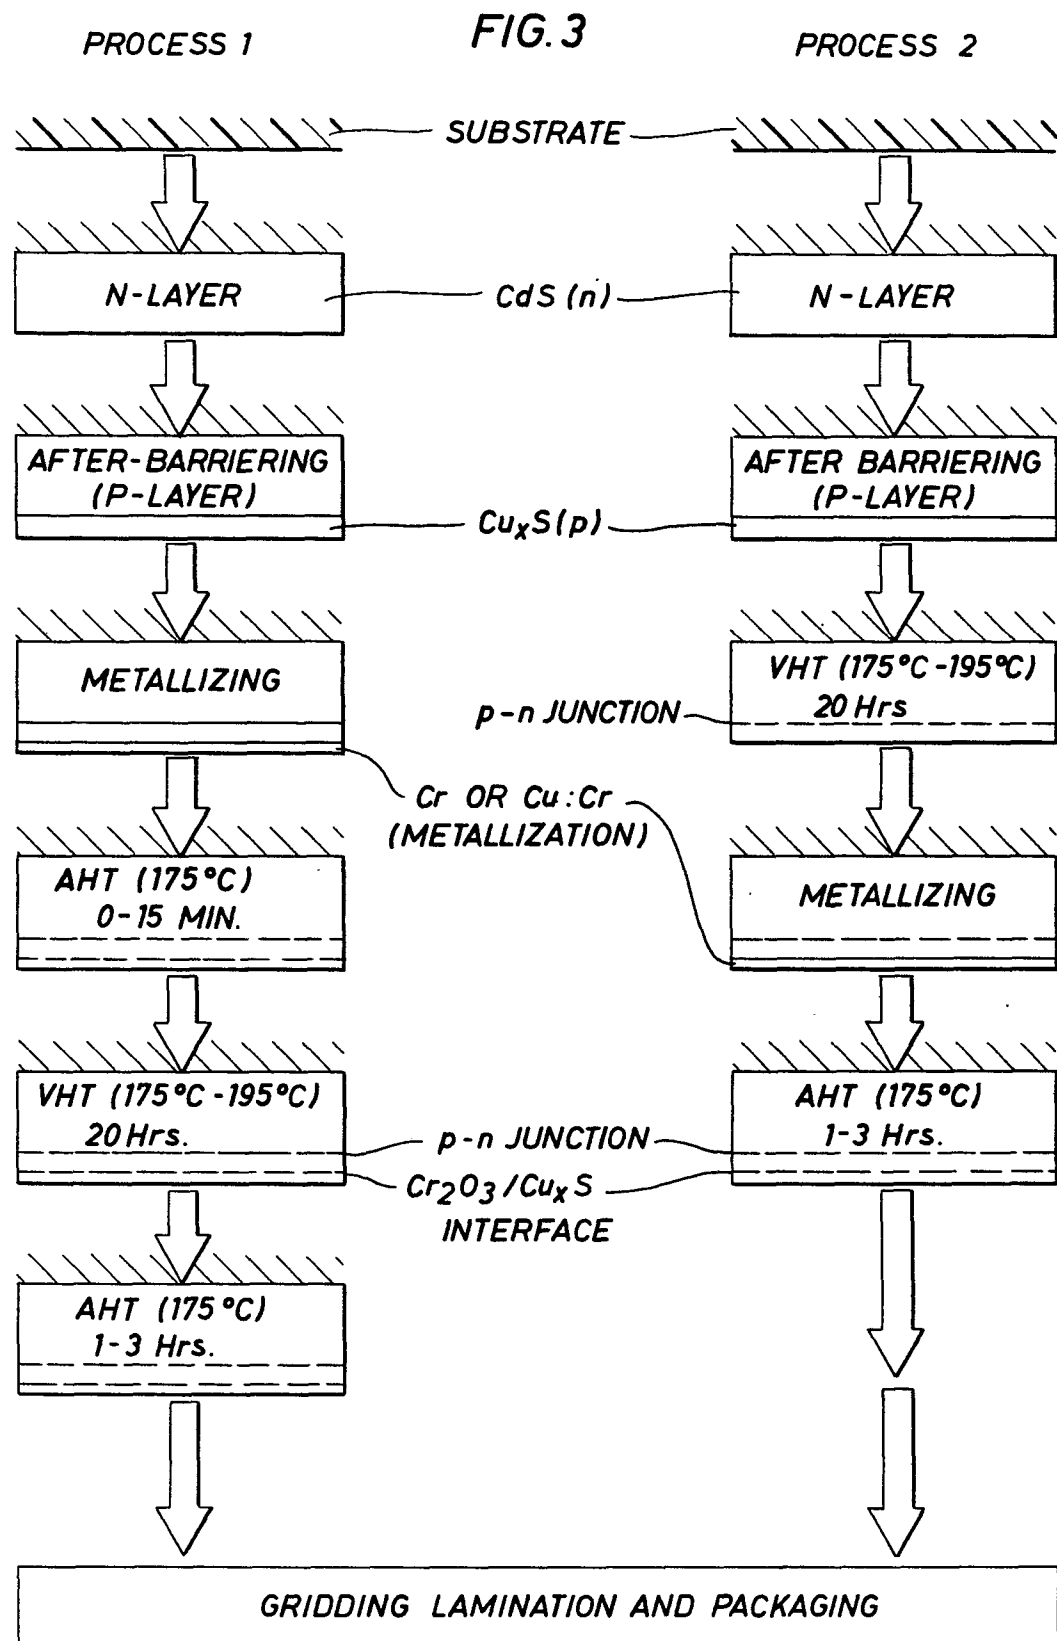 FIG. 3
PROCESS 1
PROCESS 2
SUBSTRATE
N-LAYER
CdS (n)
N-LAYER
AFTER-BARRIERING
(P-LAYER)
CuₓS(p)
AFTER BARRIERING
(P-LAYER)
METALLIZING
VHT (175°C-195°C)
20 Hrs
p-n JUNCTION
Cr OR Cu:Cr
(METALLIZATION)
AHT (175°C)
0-15 MIN.
METALLIZING
VHT (175°C-195°C)
20 Hrs.
p-n JUNCTION
Cr₂O₃/CuₓS
INTERFACE
AHT (175°C)
1-3 Hrs.
AHT (175°C)
1-3 Hrs.
GRIDDING LAMINATION AND PACKAGING